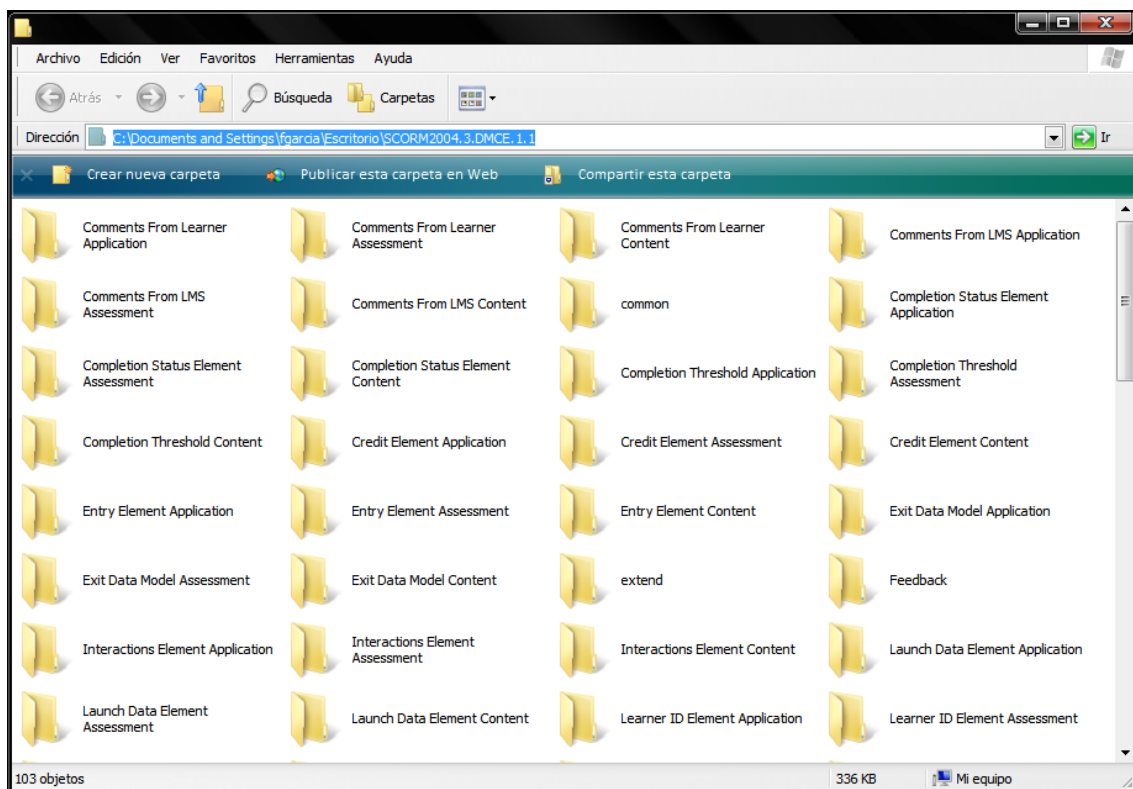 Archivo Edición Ver Favoritos Herramientas Ayuda
Atrás Búsqueda Carpetas
Dirección C:\Documents and Settings\fgarcia\Escritorio\SCORM2004.3.DMCE.1.1 Ir
Crear nueva carpeta Publicar esta carpeta en Web Compartir esta carpeta
Comments From Learner
Application
Comments From Learner
Assessment
Comments From Learner
Content
Comments From LMS Application
Comments From LMS
Assessment
Comments From LMS Content
common
Completion Status Element
Application
Completion Status Element
Assessment
Completion Status Element
Content
Completion Threshold Application
Completion Threshold
Assessment
Completion Threshold Content
Credit Element Application
Credit Element Assessment
Credit Element Content
Entry Element Application
Entry Element Assessment
Entry Element Content
Exit Data Model Application
Exit Data Model Assessment
Exit Data Model Content
extend
Feedback
Interactions Element Application
Interactions Element
Assessment
Interactions Element Content
Launch Data Element Application
Launch Data Element
Assessment
Launch Data Element Content
Learner ID Element Application
Learner ID Element Assessment
103 objetos 336 KB Mi equipo